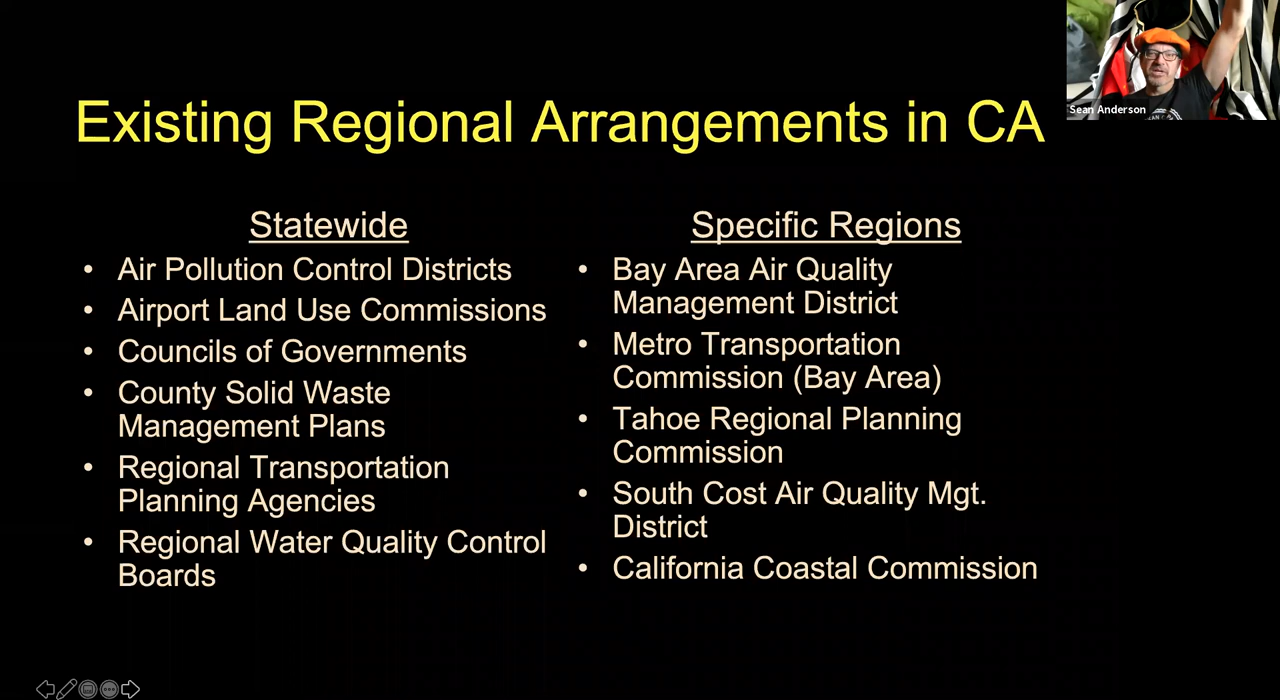 Existing Regional Arrangements in CA
Sean Anderson
Statewide
• Air Pollution Control Districts
• Airport Land Use Commissions
• Councils of Governments
• County Solid Waste
Management Plans
• Regional Transportation
Planning Agencies
• Regional Water Quality Control
Boards
Specific Regions
• Bay Area Air Quality
Management District
• Metro Transportation
Commission (Bay Area)
• Tahoe Regional Planning
Commission
• South Cost Air Quality Mgt.
District
• California Coastal Commission